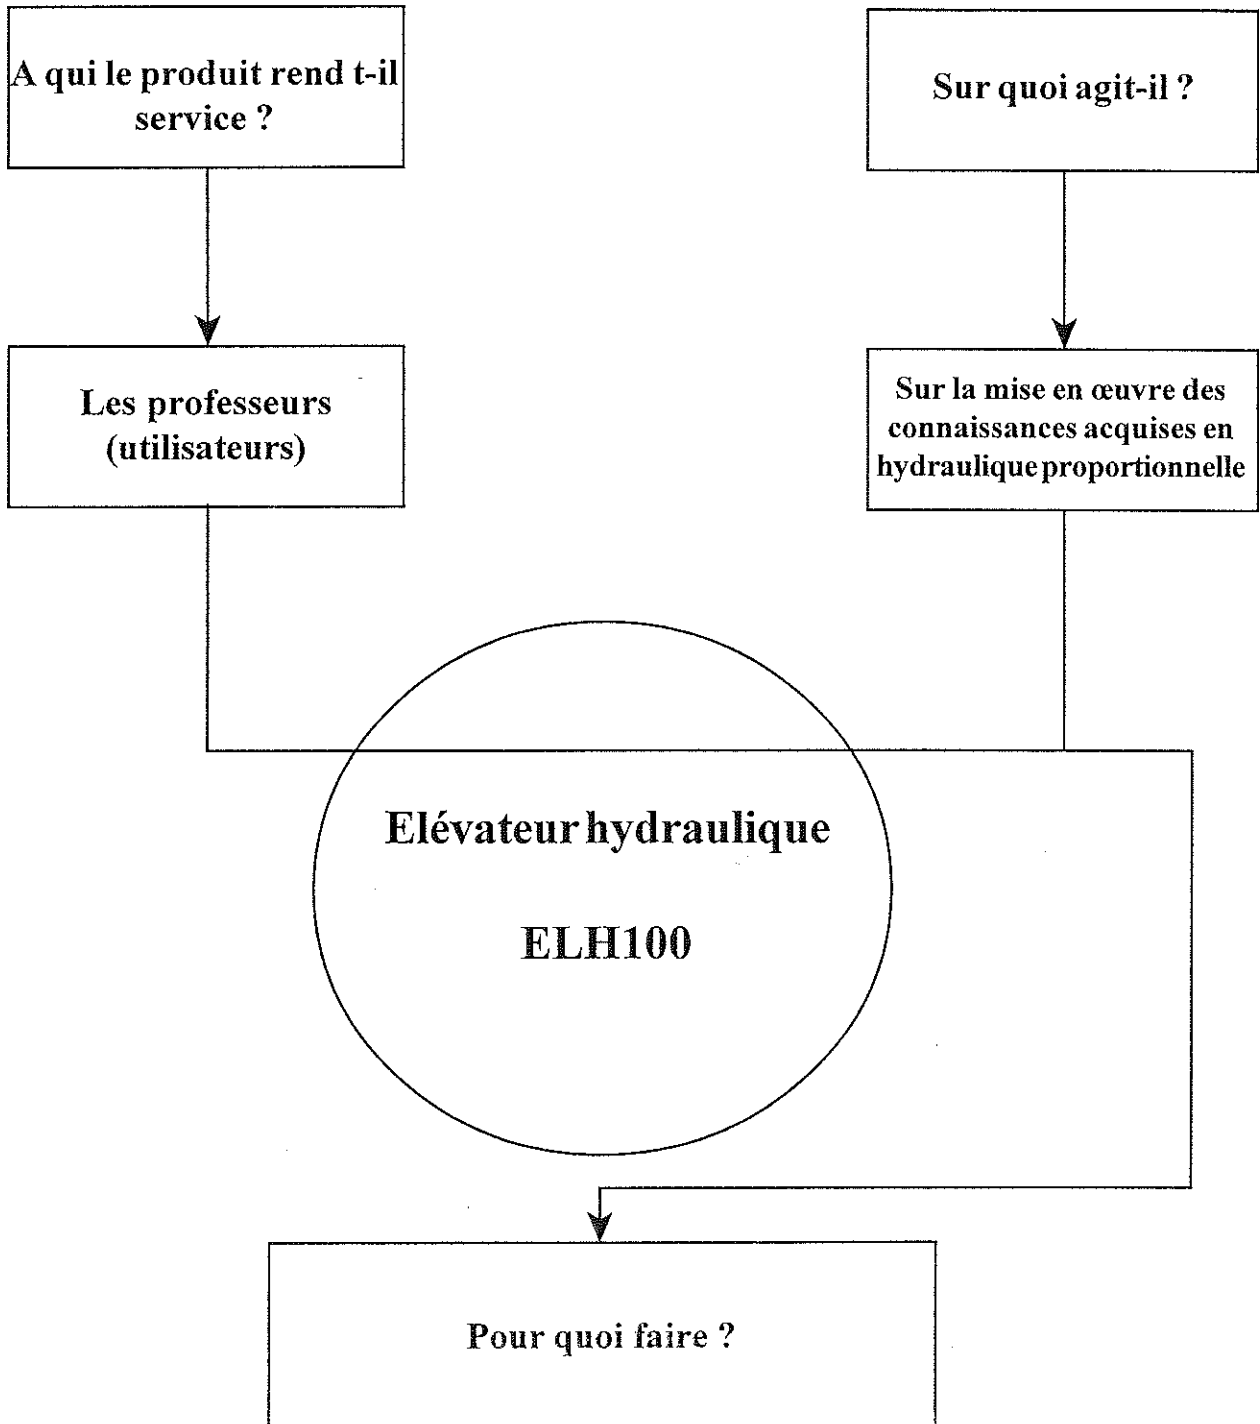 A qui le produit rend t-il
service ?
Sur quoi agit-il ?
Les professeurs
(utilisateurs)
Sur la mise en œuvre des
connaissances acquises en
hydraulique proportionnelle
Elévateur hydraulique
ELH100
Pour quoi faire ?